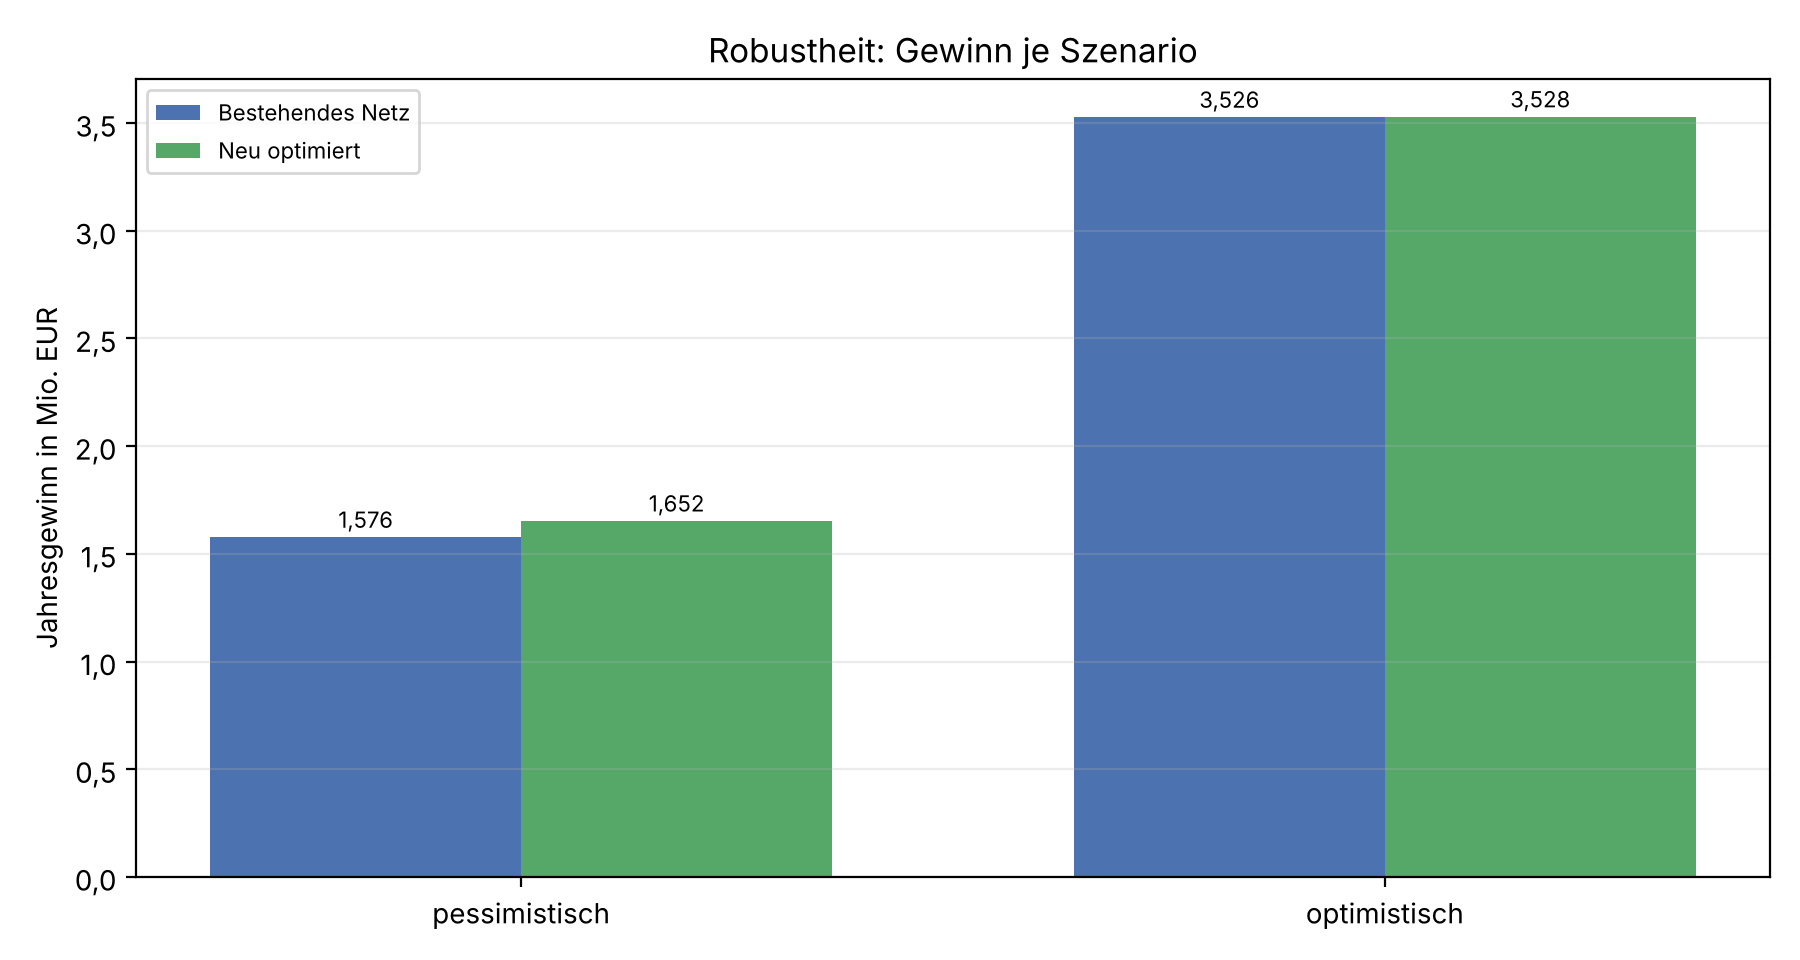 Robustheit: Gewinn je Szenario
Bestehendes Netz
Neu optimiert
Jahresgewinn in Mio. EUR
3,5
3,0
2,5
2,0
1,5
1,0
0,5
0,0
1,576
1,652
3,526
3,528
pessimistisch
optimistisch